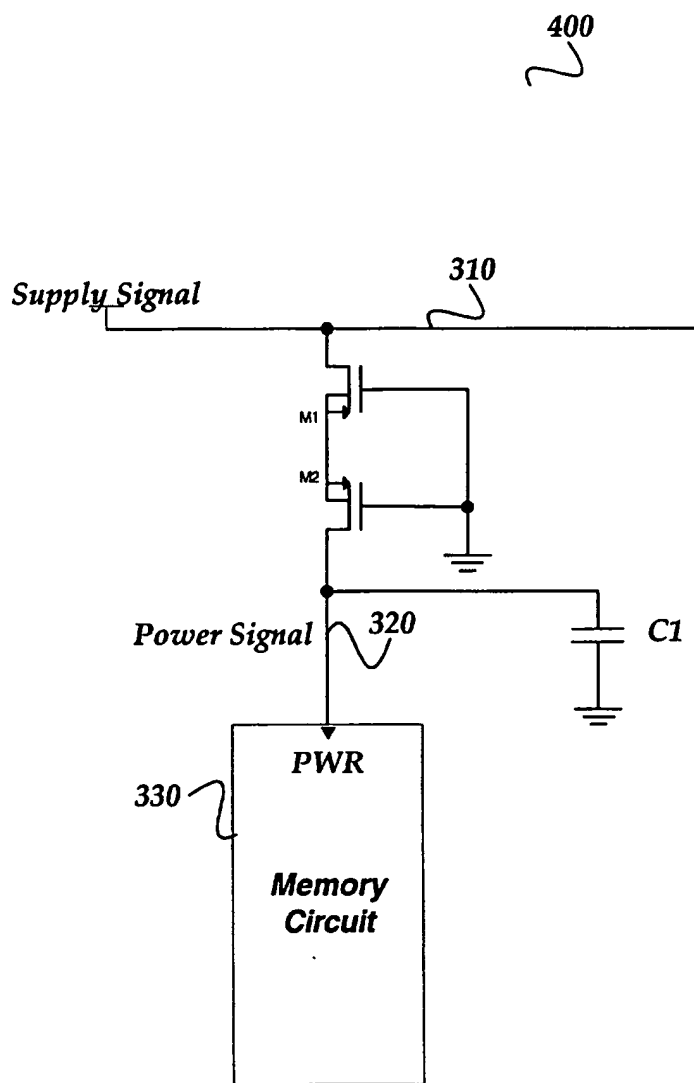 400
310
Supply Signal
M1
M2
Power Signal
320
C1
PWR
330
Memory
Circuit